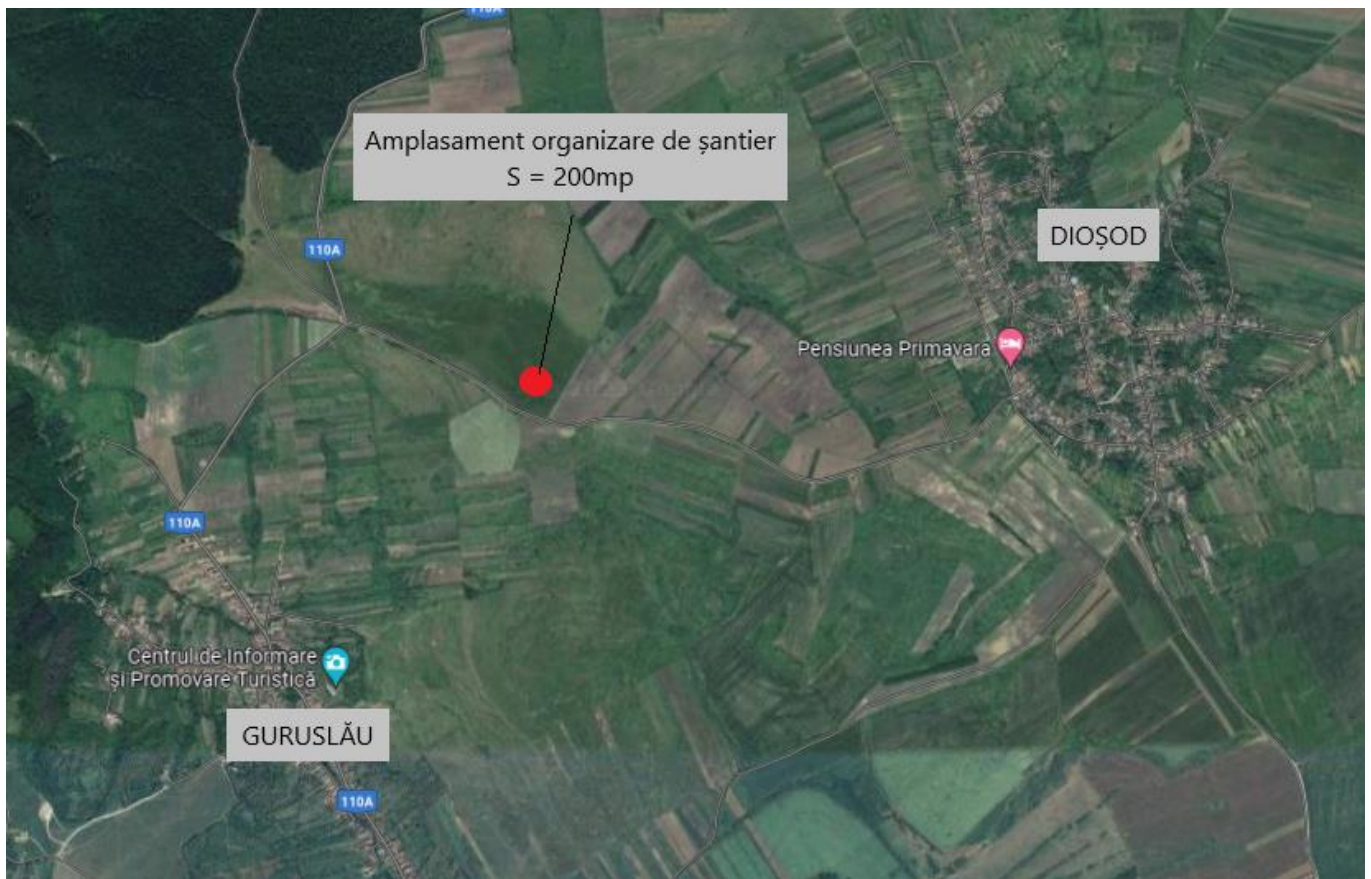 110A
Amplasament organizare de șantier
S = 200mp
110A
DIOȘOD
Pensiunea Primavara
110A
Centrul de Informare
și Promovare Turistică
GURUSLĂU
110A